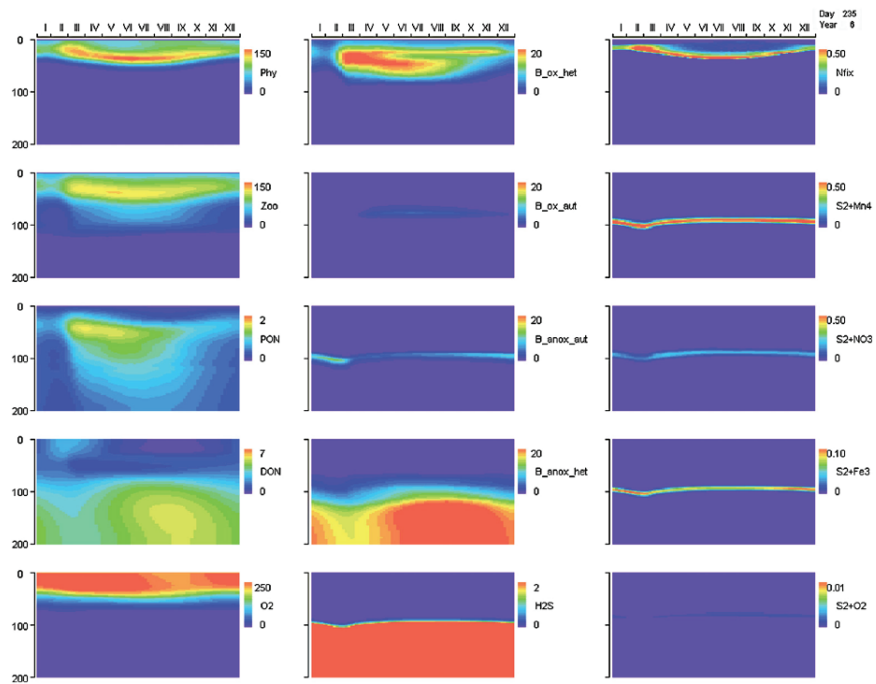 Day 235
Year 6
I II III IV V VI VII VIII IX X XI XII
I II III IV V VI VII VIII IX X XI XII
I II III IV V VI VII VIII IX X XI XII
0 100 200
150 Phy 0
20 B_ox_het 0
0.50 Nfix 0
0 100 200
150 Zoo 0
20 B_ox_aut 0
0.50 S2+Mn4 0
0 100 200
2 PON 0
20 B_anox_aut 0
0.50 S2+NO3 0
0 100 200
7 DON 0
20 B_anox_het 0
0.10 S2+Fe3 0
0 100 200
250 O2 0
2 H2S 0
0.01 S2+O2 0